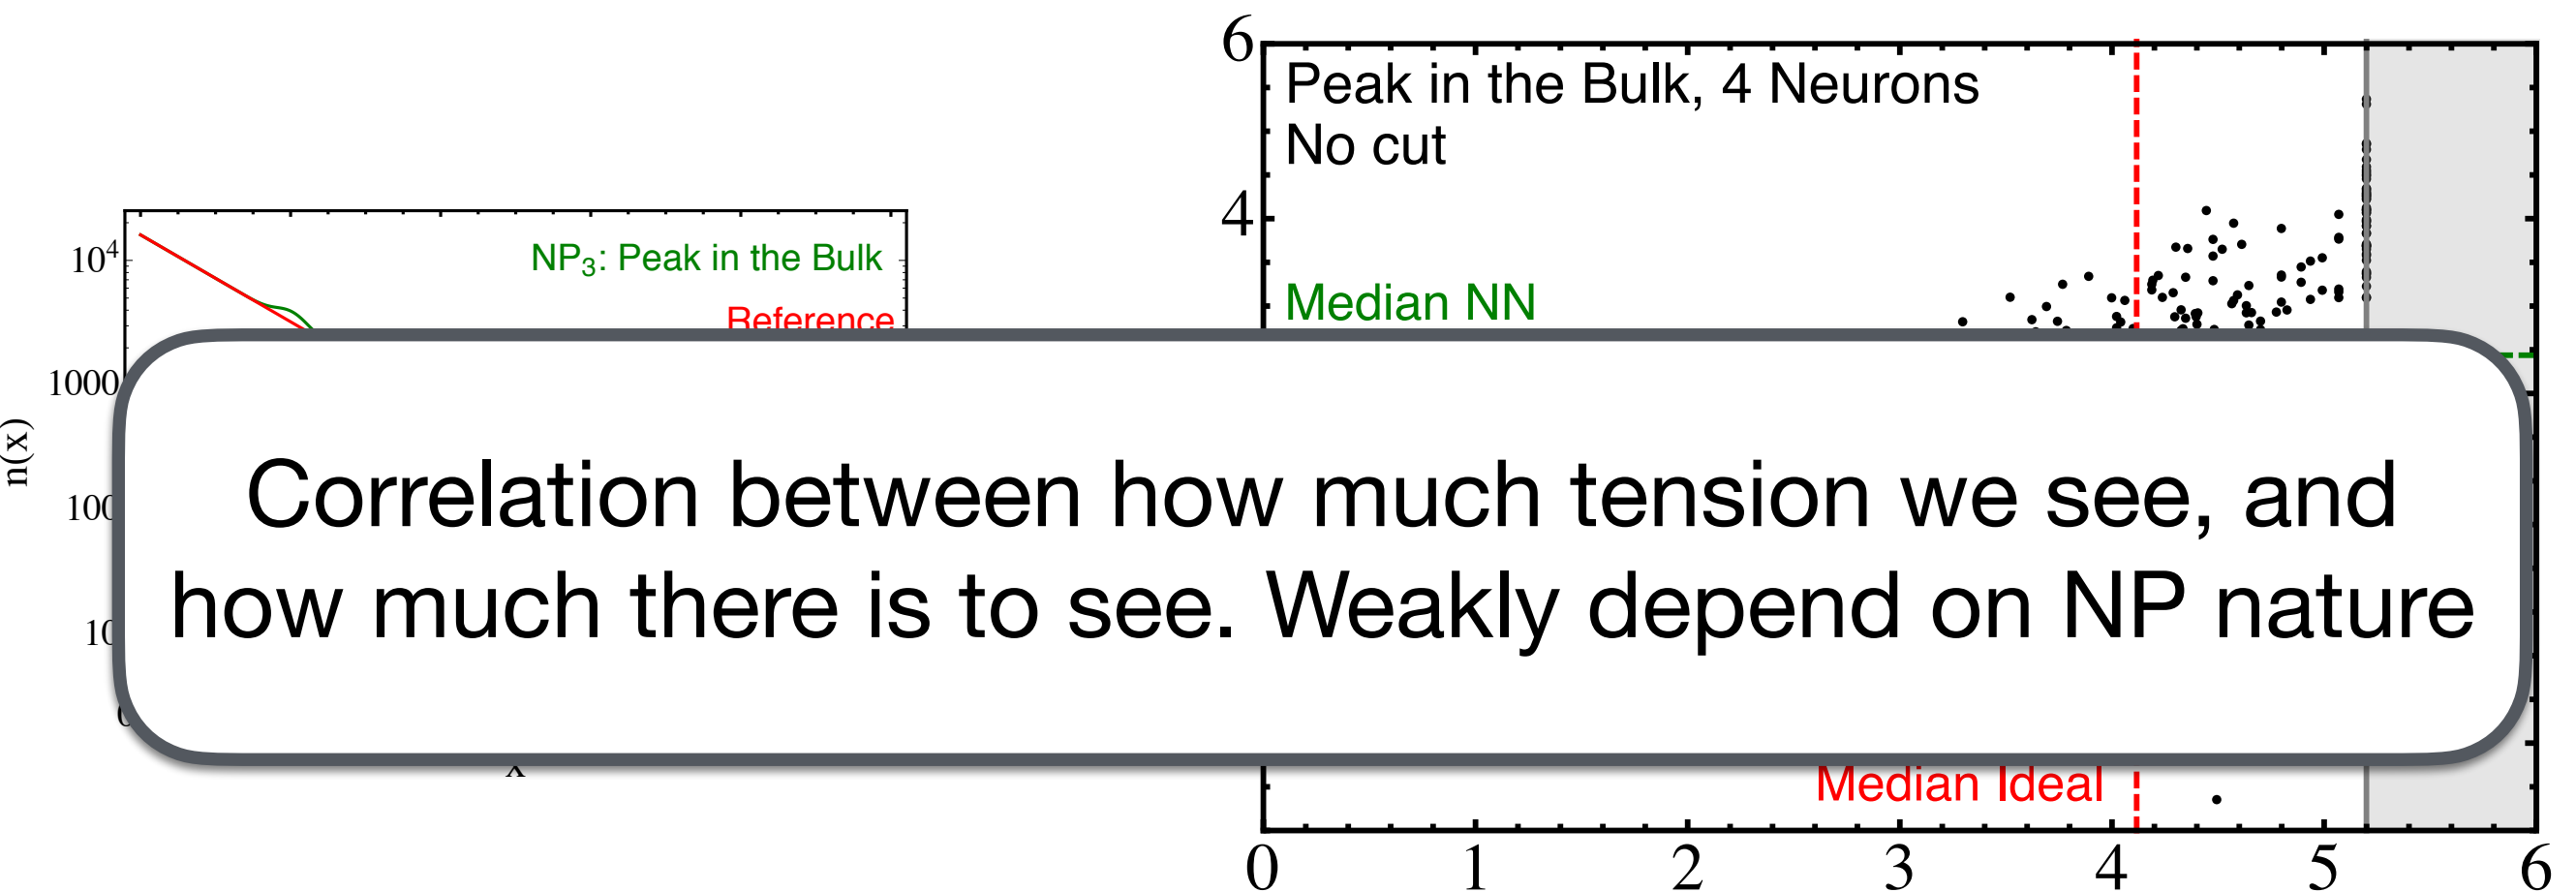 6
Peak in the Bulk, 4 Neurons
No cut
4
Median NN
10⁴
NP₃: Peak in the Bulk
Reference
1000
n(x)
100
10
Correlation between how much tension we see, and
how much there is to see. Weakly depend on NP nature
x
Median Ideal
0 1 2 3 4 5 6